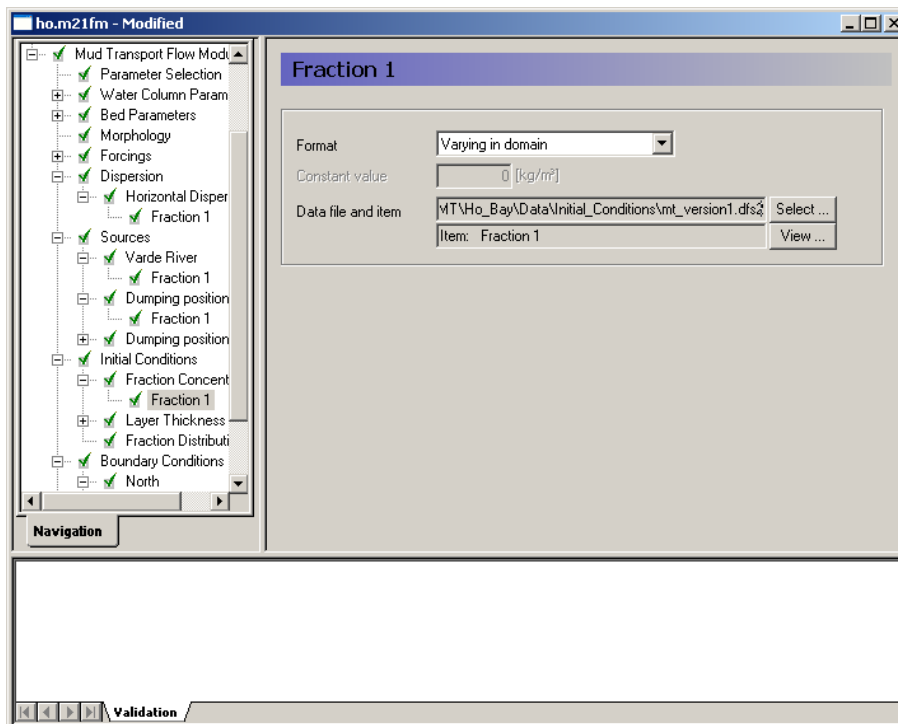 ho.m21fm - Modified
Mud Transport Flow Modu
Parameter Selection
Water Column Param
Bed Parameters
Morphology
Forcings
Dispersion
Horizontal Disper
Fraction 1
Sources
Varde River
Fraction 1
Dumping position
Fraction 1
Dumping position
Initial Conditions
Fraction Concent
Fraction 1
Layer Thickness
Fraction Distributi
Boundary Conditions
North
Navigation
Fraction 1
Format Varying in domain
Constant value 0 [kg/m³]
Data file and item MT\Ho_Bay\Data\Initial_Conditions\mt_version1.dfs2 Select ...
Item: Fraction 1 View ...
Validation